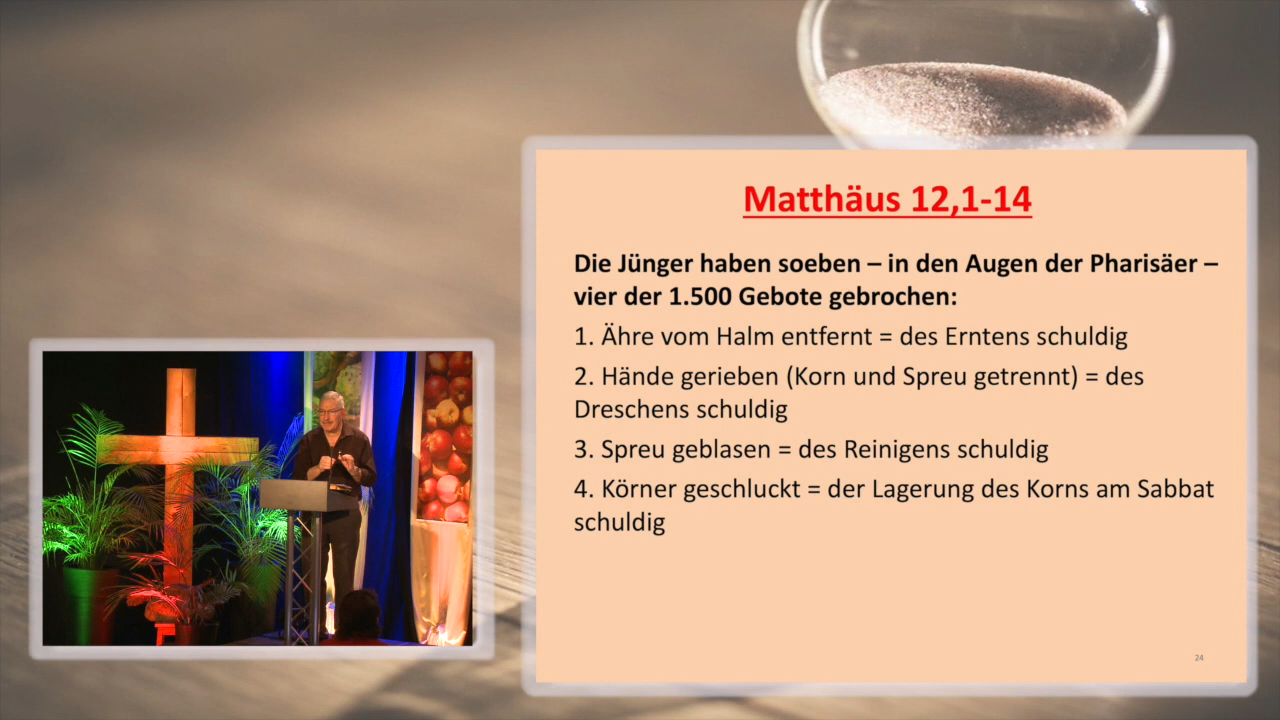 Matthäus 12,1-14
Die Jünger haben soeben – in den Augen der Pharisäer –
vier der 1.500 Gebote gebrochen:
1. Ähre vom Halm entfernt = des Erntens schuldig
2. Hände gerieben (Korn und Spreu getrennt) = des
Dreschens schuldig
3. Spreu geblasen = des Reinigens schuldig
4. Körner geschluckt = der Lagerung des Korns am Sabbat
schuldig
24